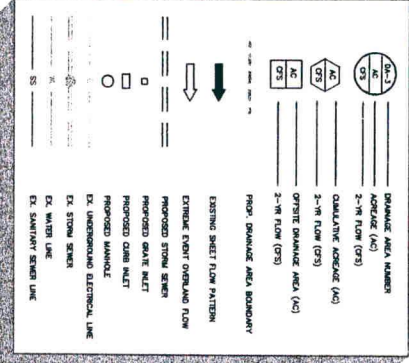 DA-3
AC
CFS
DRAINAGE AREA NUMBER
ACREAGE (AC)
2-YR FLOW (CFS)
AC
CFS
CUMULATIVE ACREAGE (AC)
2-YR FLOW (CFS)
AC
CFS
OFFSITE DRAINAGE AREA (AC)
2-YR FLOW (CFS)
PROP. DRAINAGE AREA BOUNDARY
EXISTING SHEET FLOW PATTERN
EXTREME EVENT OVERLAND FLOW
PROPOSED STORM SEWER
PROPOSED GRATE INLET
PROPOSED CURB INLET
PROPOSED MANHOLE
EX. UNDERGROUND ELECTRICAL LINE
EX. STORM SEWER
EX. WATER LINE
SS EX. SANITARY SEWER LINE